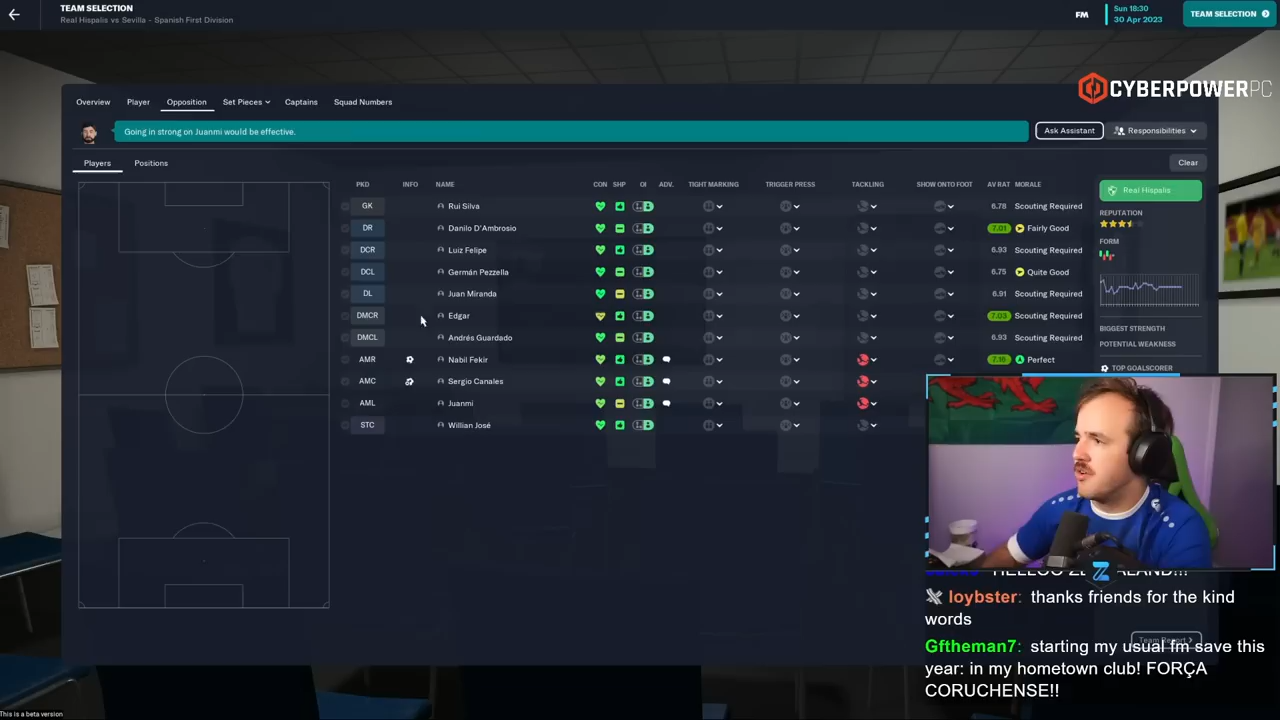 TEAM SELECTION
Real Hispalis vs Sevilla - Spanish First Division
FM
Sun 18:30
30 Apr 2023
TEAM SELECTION
CYBERPOWERPC
Overview Player Opposition Set Pieces Captains Squad Numbers
Going in strong on Juanmi would be effective.
Ask Assistant
Responsibilities
Players Positions
Clear
PKD INFO NAME CON SHP OI ADV. TIGHT MARKING TRIGGER PRESS TACKLING SHOW ONTO FOOT AV RAT MORALE
GK Rui Silva 6.78 Scouting Required
DR Danilo D'Ambrosio 7.01 Fairly Good
DCR Luiz Felipe 6.93 Scouting Required
DCL Germán Pezzella 6.75 Quite Good
DL Juan Miranda 6.91 Scouting Required
DMCR Edgar 7.03 Scouting Required
DMCL Andrés Guardado 6.93 Scouting Required
AMR Nabil Fekir 7.16 Perfect
AMC Sergio Canales
AML Juanmi
STC Willian José
Real Hispalis
REPUTATION
FORM
BIGGEST STRENGTH
POTENTIAL WEAKNESS
TOP GOALSCORER
loybster: thanks friends for the kind
words
Team Report
Gftheman7: starting my usual fm save this
year: in my hometown club! FORÇA
CORUCHENSE!!
This is a beta version